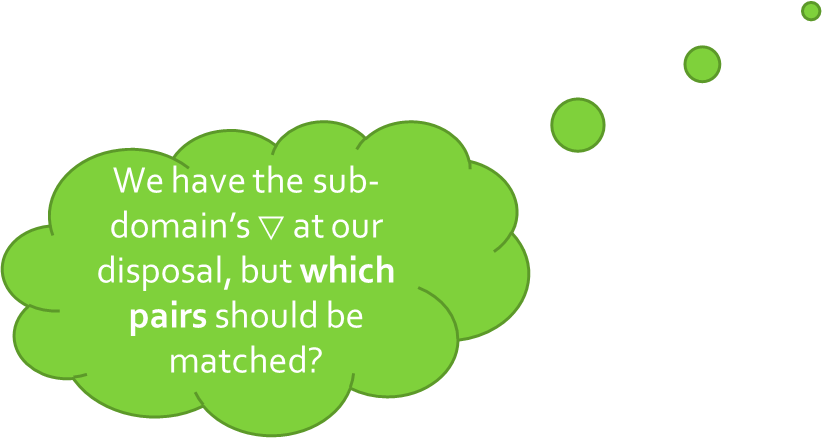 We have the sub-
domain's ▽ at our
disposal, but which
pairs should be
matched?